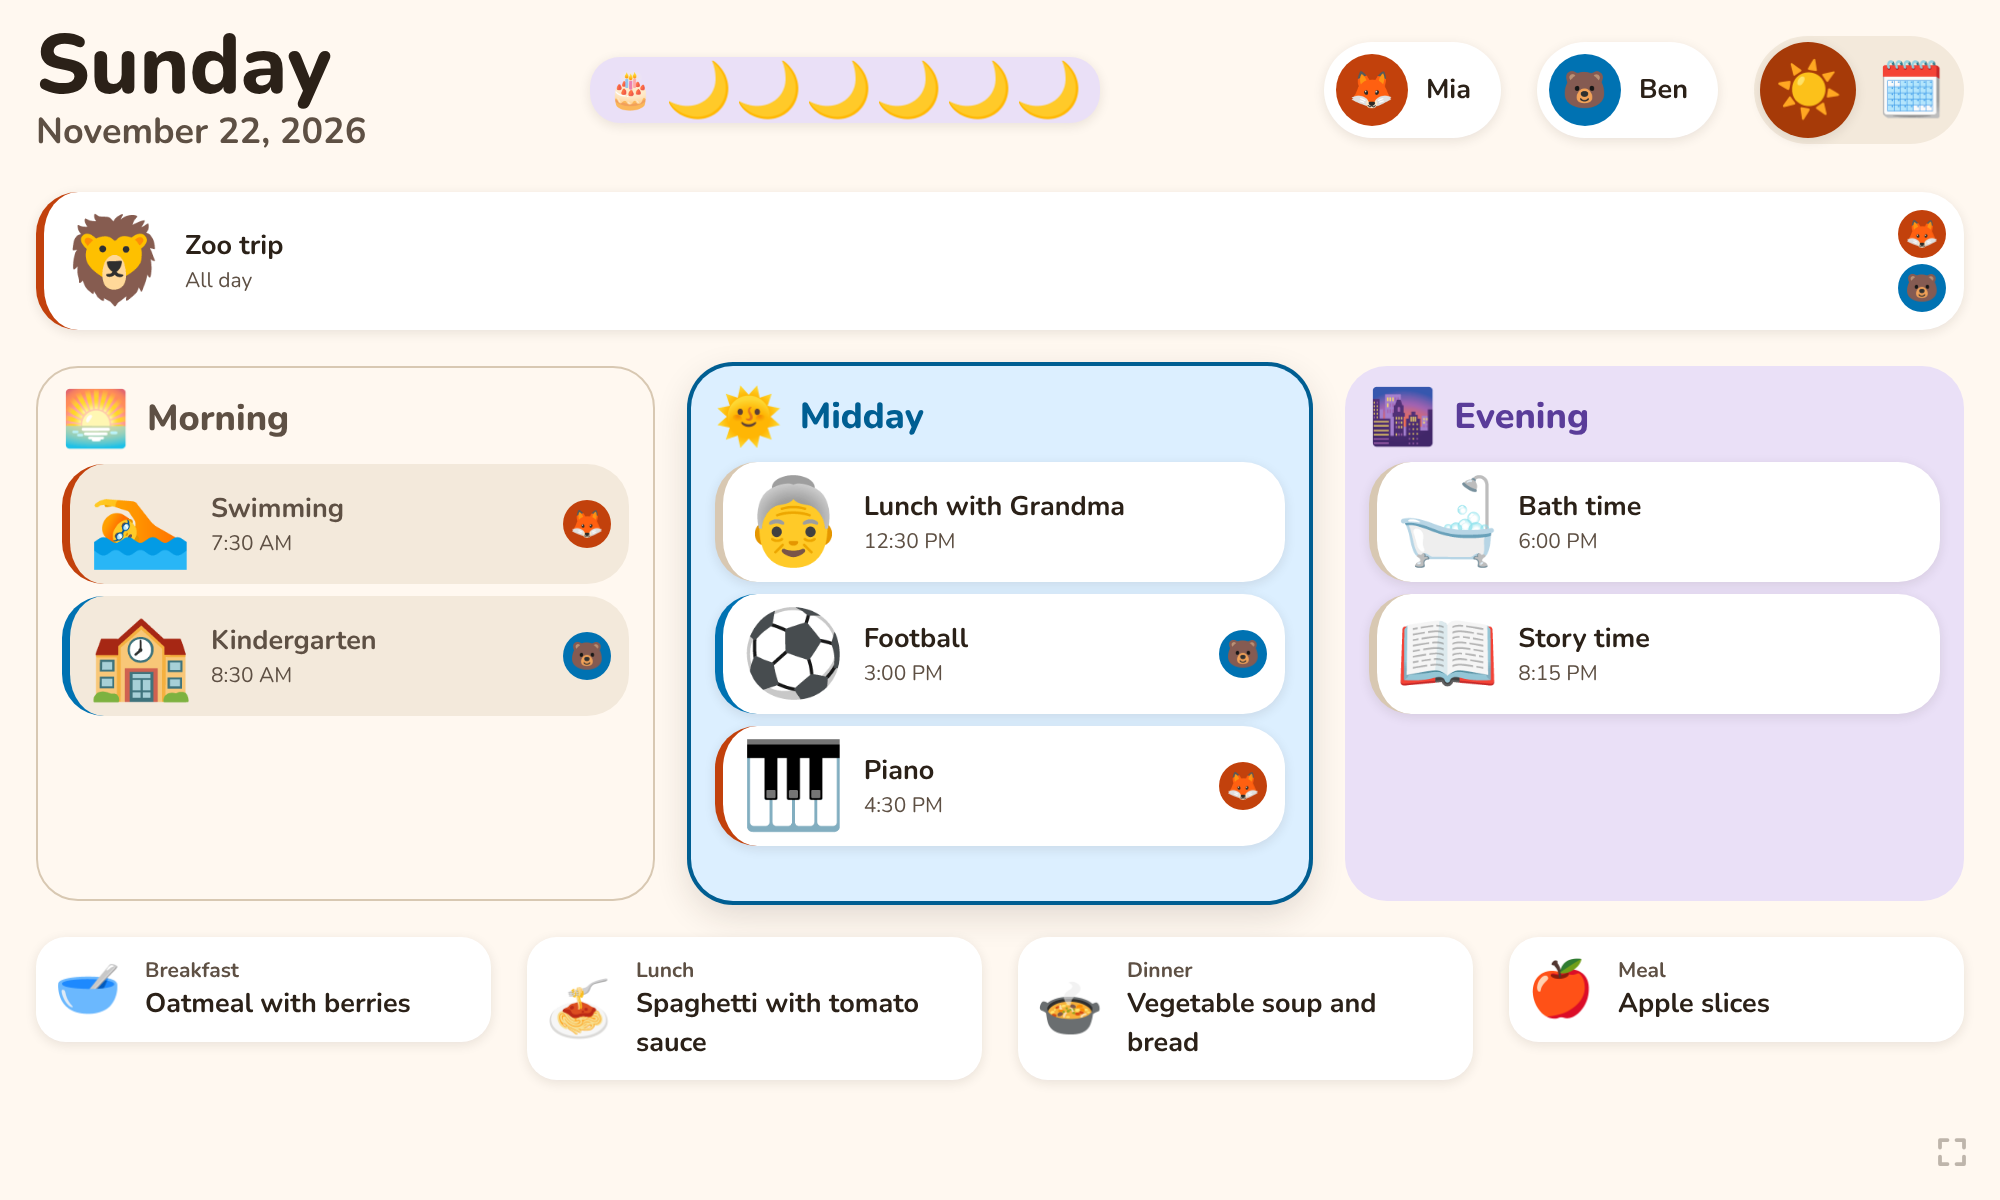 Sunday
November 22, 2026
Mia
Ben
Zoo trip
All day
Morning
Swimming
7:30 AM
Kindergarten
8:30 AM
Midday
Lunch with Grandma
12:30 PM
Football
3:00 PM
Piano
4:30 PM
Evening
Bath time
6:00 PM
Story time
8:15 PM
Breakfast
Oatmeal with berries
Lunch
Spaghetti with tomato
sauce
Dinner
Vegetable soup and
bread
Meal
Apple slices